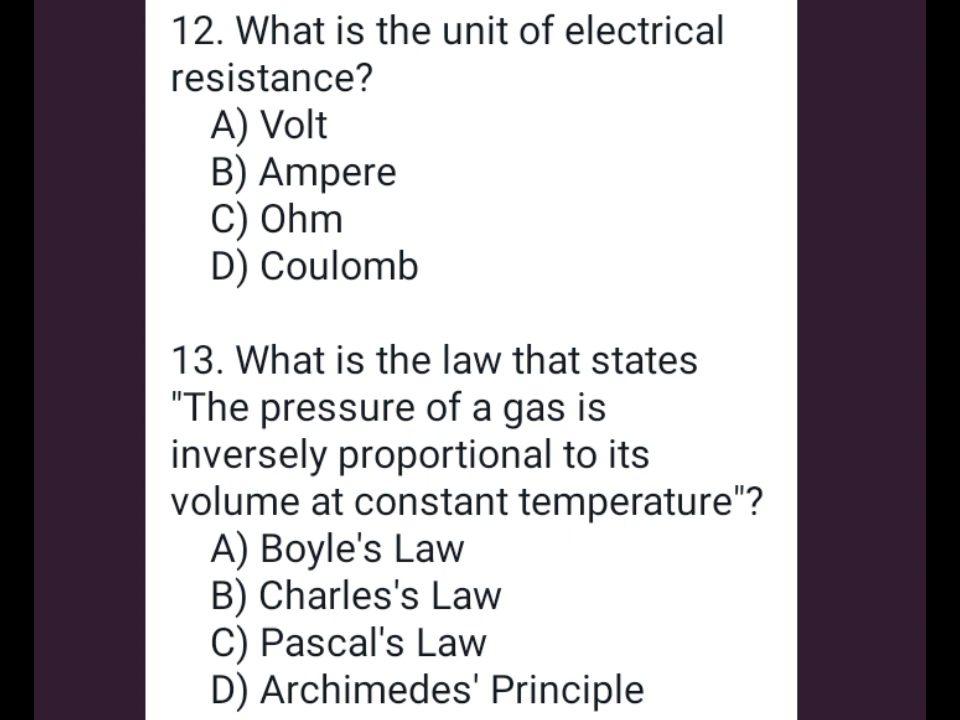 12. What is the unit of electrical
resistance?
A) Volt
B) Ampere
C) Ohm
D) Coulomb
13. What is the law that states
"The pressure of a gas is
inversely proportional to its
volume at constant temperature"?
A) Boyle's Law
B) Charles's Law
C) Pascal's Law
D) Archimedes' Principle